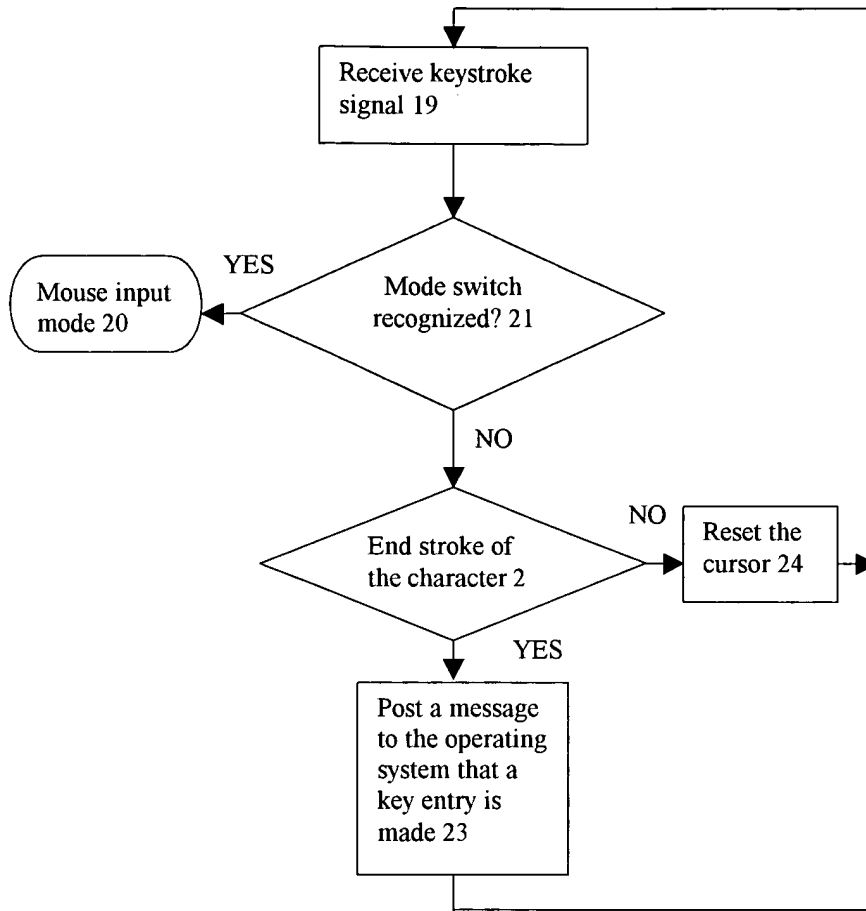 Receive keystroke
signal 19
YES
Mouse input
mode 20
Mode switch
recognized? 21
NO
NO
End stroke of
the character 2
Reset the
cursor 24
YES
Post a message
to the operating
system that a
key entry is
made 23